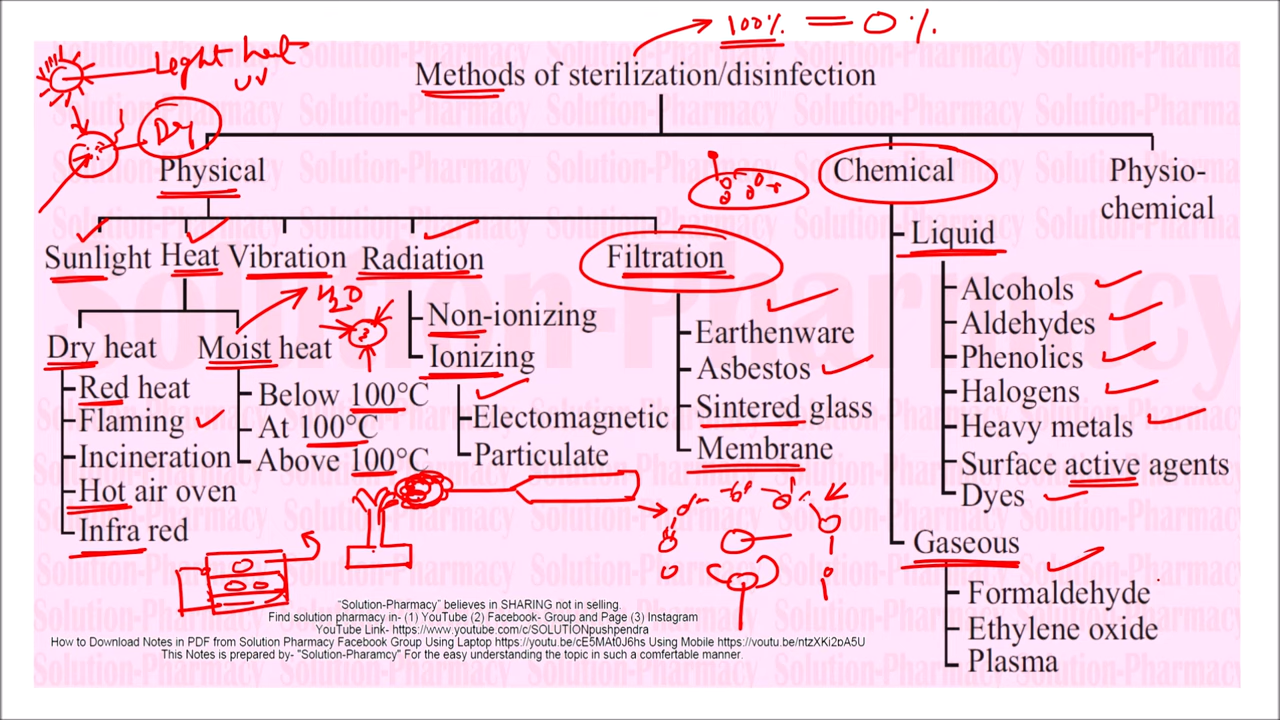 100% = 0%
Light heat
UV
Methods of sterilization/disinfection
Dry
Physical
Chemical
Physio-
chemical
Sunlight Heat Vibration Radiation Filtration
Liquid
H2O
Dry heat
Moist heat
Non-ionizing
Ionizing
Earthenware
Asbestos
Sintered glass
Membrane
Alcohols
Aldehydes
Phenolics
Halogens
Heavy metals
Surface active agents
Dyes
Red heat
Flaming
Incineration
Hot air oven
Infra red
Below 100°C
At 100°C
Above 100°C
Electomagnetic
Particulate
Gaseous
Formaldehyde
Ethylene oxide
Plasma
"Solution-Pharmacy" believes in SHARING not in selling.
Find solution pharmacy in- (1) YouTube (2) Facebook- Group and Page (3) Instagram
YouTube Link- https://www.youtube.com/c/SOLUTIONpushpendra
How to Download Notes in PDF from Solution Pharmacy Facebook Group Using Laptop https://youtu.be/cE5MAf0J6hs Using Mobile https://youtu.be/ntzXKi2pA5U
This Notes is prepared by- "Solution-Pharamcy" For the easy understanding the topic in such a comfertable manner.
Solution-Pharmacy